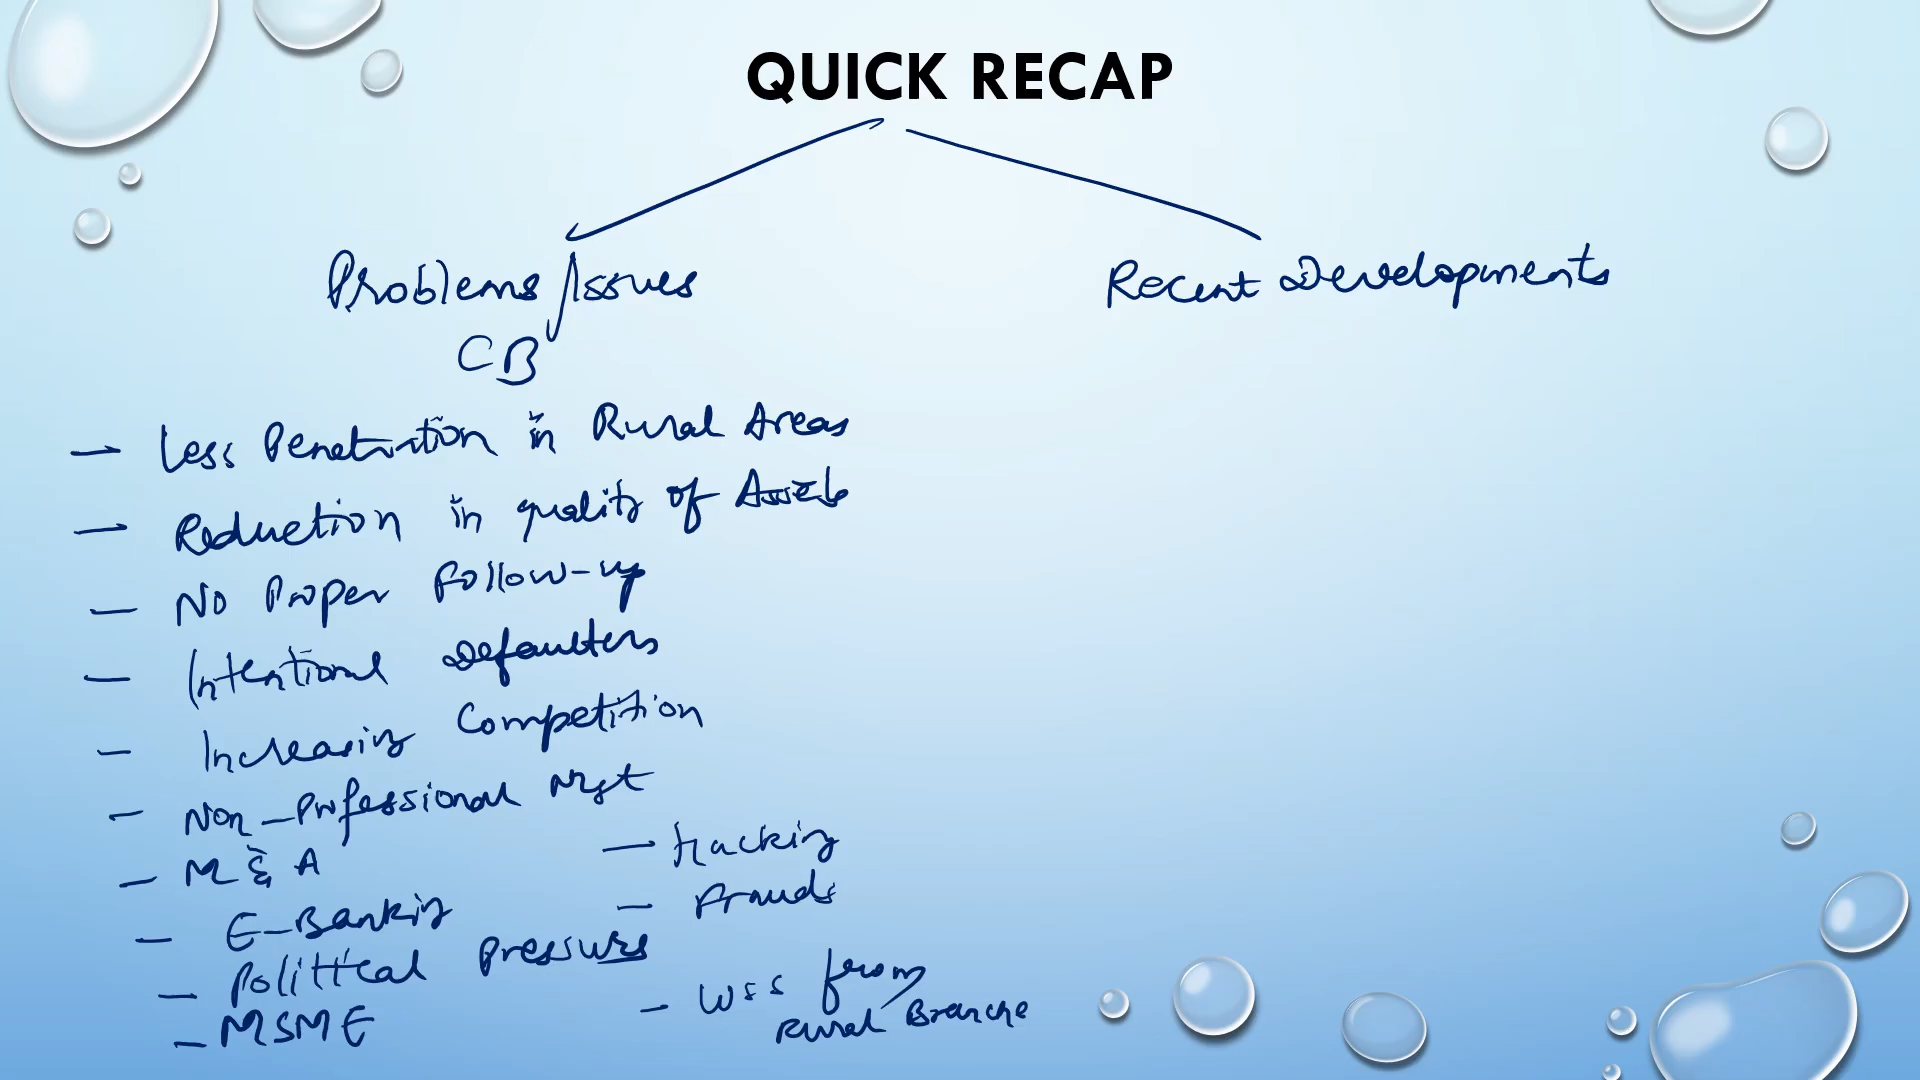 QUICK RECAP
Problems/Issues
CB
Recent Developments
— Less Penetration in Rural Areas
— Reduction in quality of Assets
— No Proper Follow-up
— Intentional Defaulters
— Increasing Competition
— Non-Professional Mgt
— M & A
— E-Banking
— Political Pressures
— MSME
— Hacking
— Frauds
— Loss from
Rural Branche